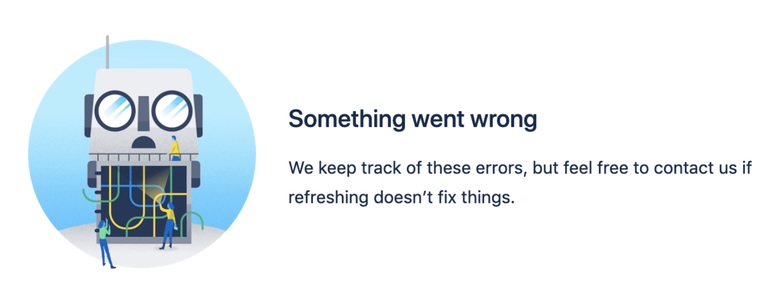 Something went wrong
We keep track of these errors, but feel free to contact us if
refreshing doesn’t fix things.